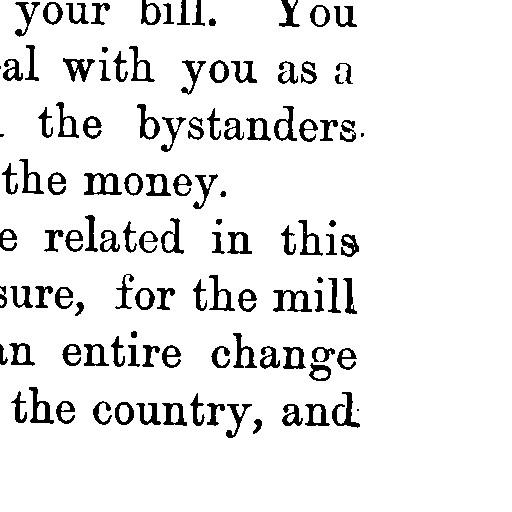 your bill. You
al with you as a
the bystanders.
the money.
e related in this
sure, for the mill
an entire change
the country, and